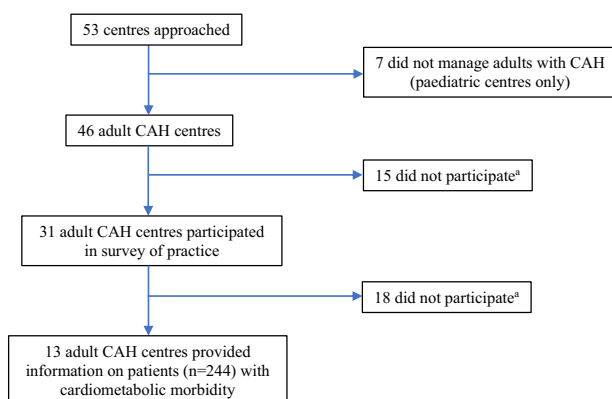 53 centres approached
7 did not manage adults with CAH
(paediatric centres only)
46 adult CAH centres
15 did not participateᵃ
31 adult CAH centres participated
in survey of practice
18 did not participateᵃ
13 adult CAH centres provided
information on patients (n=244) with
cardiometabolic morbidity